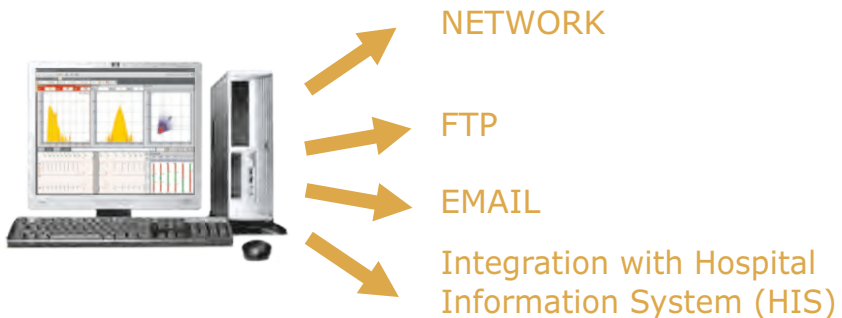 NETWORK
FTP
EMAIL
Integration with Hospital
Information System (HIS)